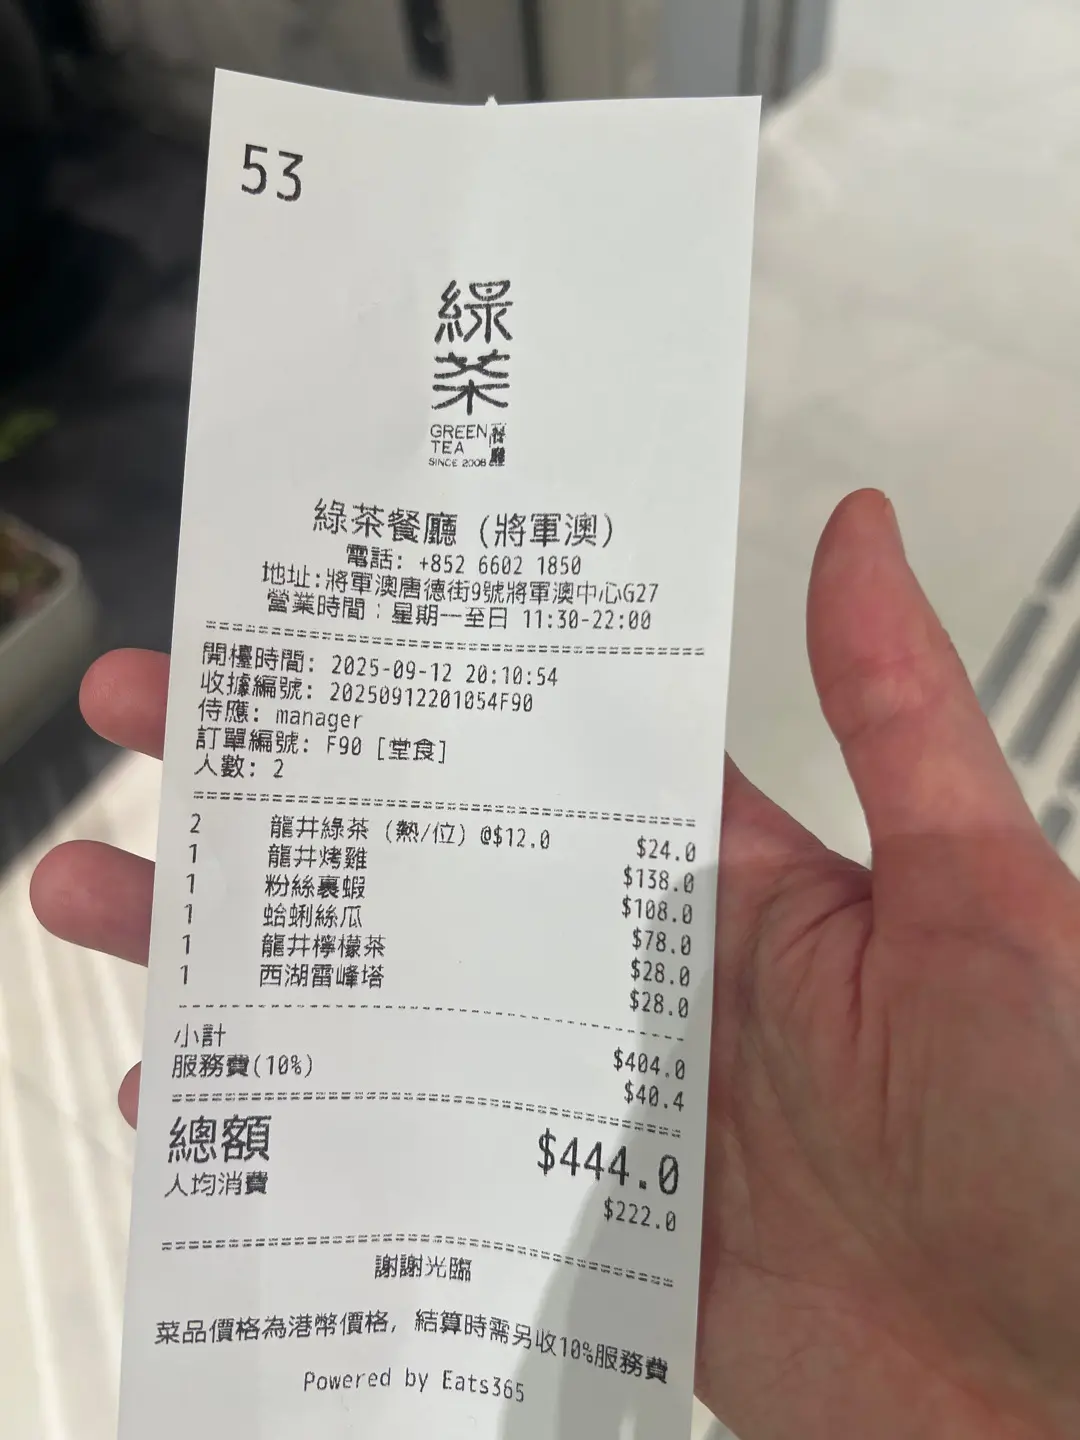 53
綠
茶
GREEN
TEA
餐廳
SINCE 2008
綠茶餐廳 (將軍澳)
電話: +852 6602 1850
地址:將軍澳唐德街9號將軍澳中心G27
營業時間:星期一至日 11:30-22:00
開檯時間: 2025-09-12 20:10:54
收據編號: 20250912201054F90
侍應: manager
訂單編號: F90 [堂食]
人數: 2
2 龍井綠茶 (熱/位) @$12.0 $24.0
1 龍井烤雞 $138.0
1 粉絲裹蝦 $108.0
1 蛤蜊絲瓜 $78.0
1 龍井檸檬茶 $28.0
1 西湖雷峰塔 $28.0
小計 $404.0
服務費(10%) $40.4
總額 $444.0
人均消費 $222.0
謝謝光臨
菜品價格為港幣價格, 結算時需另收10%服務費
Powered by Eats365